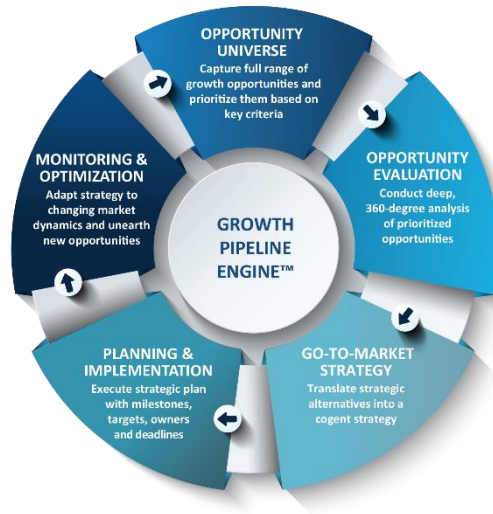 OPPORTUNITY
UNIVERSE
Capture full range of
growth opportunities and
prioritize them based on
key criteria
OPPORTUNITY
EVALUATION
Conduct deep,
360-degree analysis
of prioritized
opportunities
GO-TO-MARKET
STRATEGY
Translate strategic
alternatives into a
cogent strategy
PLANNING &
IMPLEMENTATION
Execute strategic plan
with milestones,
targets, owners
and deadlines
MONITORING &
OPTIMIZATION
Adapt strategy to
changing market
dynamics and unearth
new opportunities
GROWTH
PIPELINE
ENGINE™